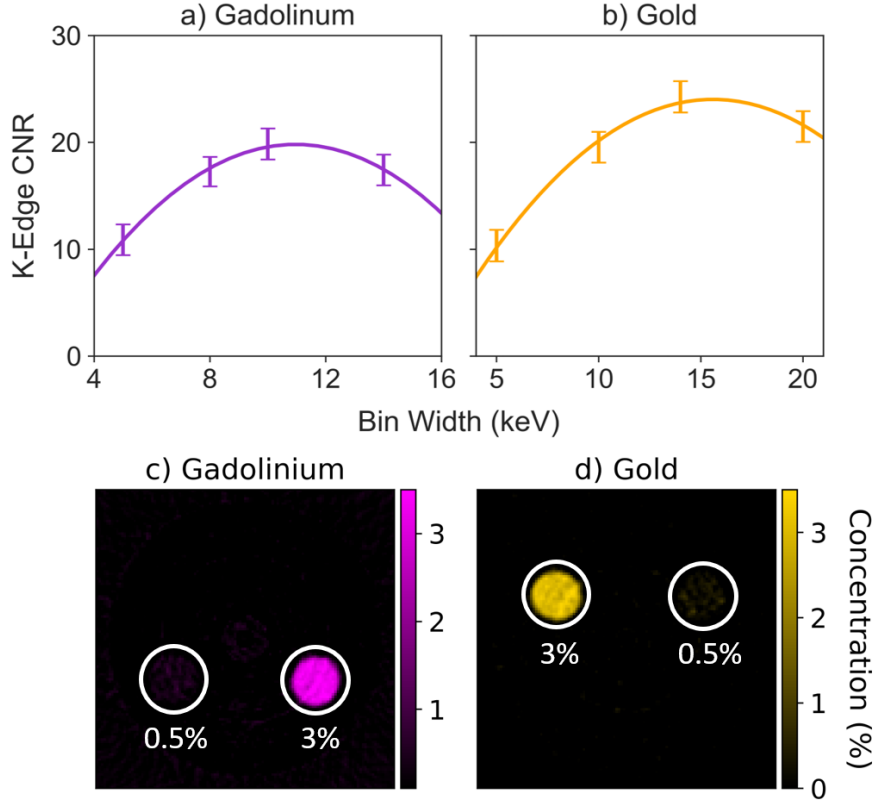 a) Gadolinum
b) Gold
30
20
10
0
K-Edge CNR
4 8 12 16
5 10 15 20
Bin Width (keV)
c) Gadolinium
d) Gold
3
2
1
3
2
1
0
Concentration (%)
0.5%
3%
3%
0.5%